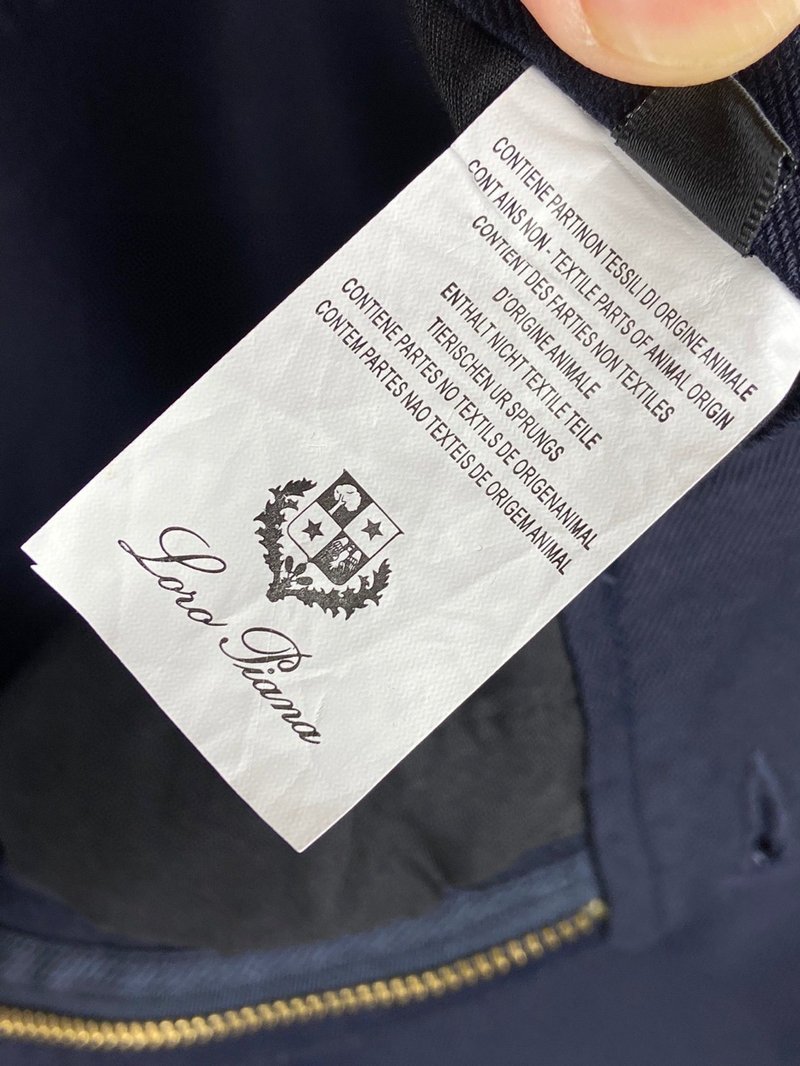 CONTIENE PARTINON TESSILI DI ORIGINE ANIMALE
CONTAINS NON - TEXTILE PARTS OF ANIMAL ORIGIN
CONTIENT DES FARTIES NON TEXTILES
D'ORIGINE ANIMALE
ENTHALT NICHT TEXTILE TEILE
TIERISCHEN UR SPRUNGS
CONTIENE PARTES NO TEXTILS DE ORIGENANIMAL
CONTEM PARTES NAO TEXTEIS DE ORIGEM ANIMAL
Loro Piana